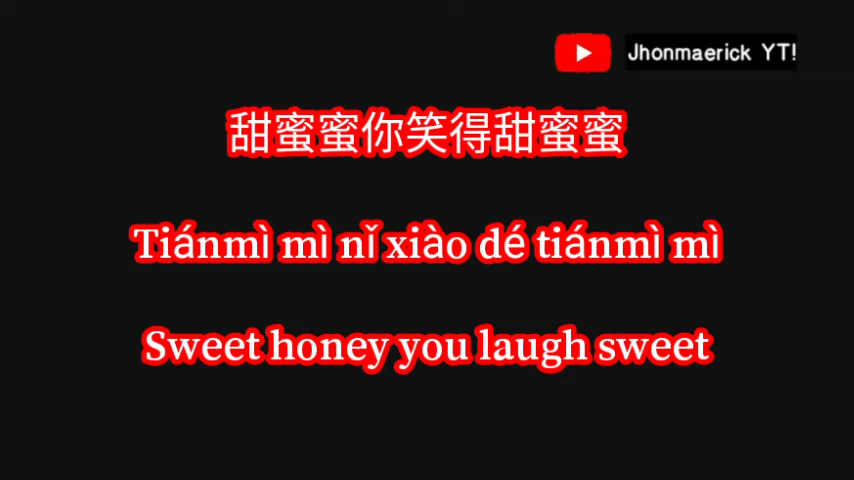 Jhonmaerick YT!
甜蜜蜜你笑得甜蜜蜜
Tiánmì mì nǐ xiào dé tiánmì mì
Sweet honey you laugh sweet